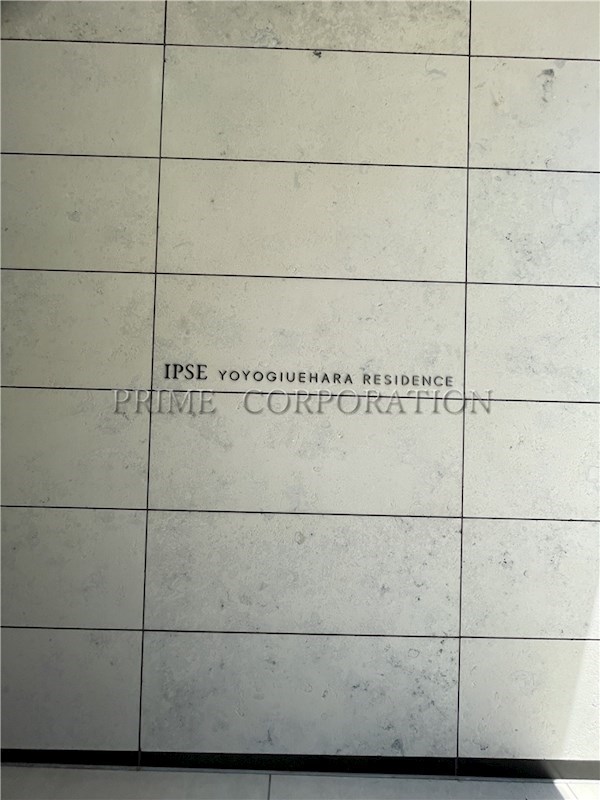 IPSE YOYOGIUEHARA RESIDENCE
PRIME CORPORATION